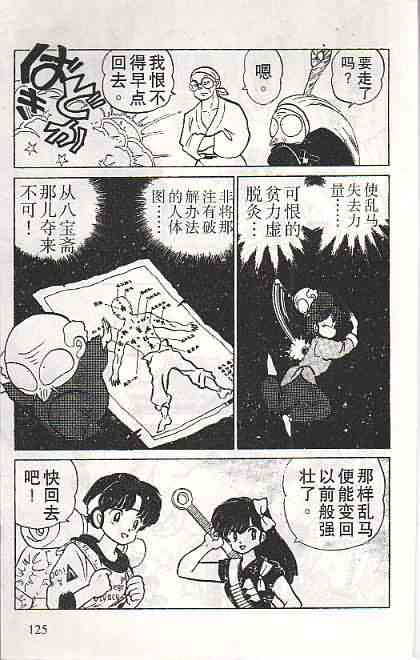 要走了
吗?
嗯。
我恨不
得早点
回去。
使乱马
失去力
量…
可恨的
贫力虚
脱灸…
非将那
注有破
解办法
的人体
图…
从八宝斋
那儿夺来
不可!
那样乱马
便能变回
以前般强
壮了。
快回去
吧!
125